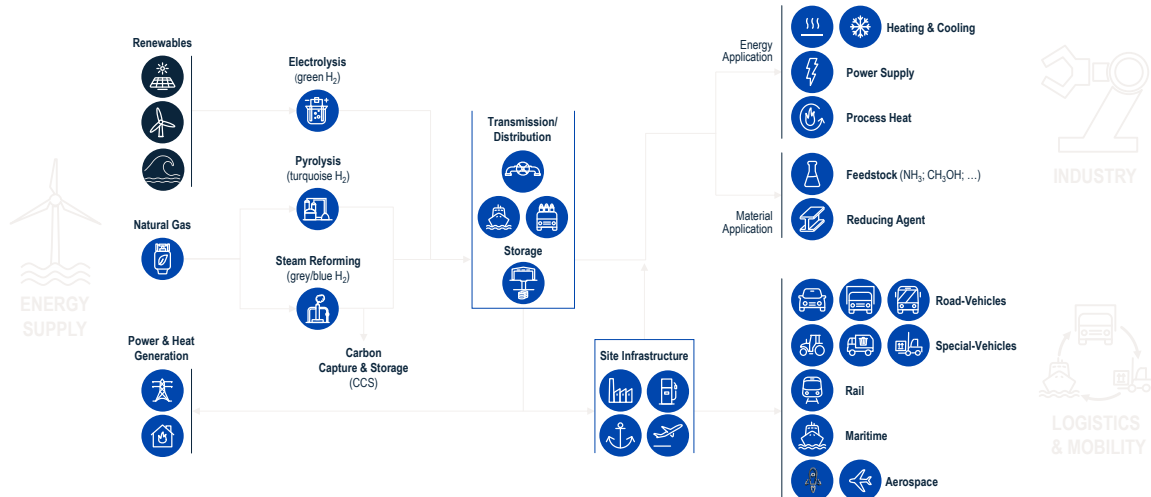 Renewables
Electrolysis
(green H₂)
Pyrolysis
(turquoise H₂)
Natural Gas
Steam Reforming
(grey/blue H₂)
ENERGY
SUPPLY
Power & Heat
Generation
Carbon
Capture & Storage
(CCS)
Transmission/
Distribution
Storage
Site Infrastructure
Energy
Application
Heating & Cooling
Power Supply
Process Heat
Material
Application
Feedstock (NH₃; CH₃OH; …)
Reducing Agent
INDUSTRY
Road-Vehicles
Special-Vehicles
Rail
Maritime
Aerospace
LOGISTICS
& MOBILITY